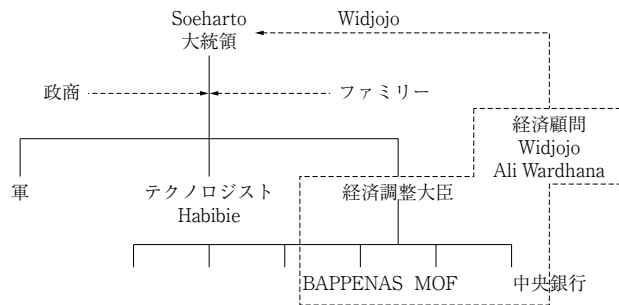 Soeharto
大統領
Widjojo
政商
ファミリー
経済顧問
Widjojo
Ali Wardhana
軍
テクノロジスト
Habibie
経済調整大臣
BAPPENAS MOF 中央銀行